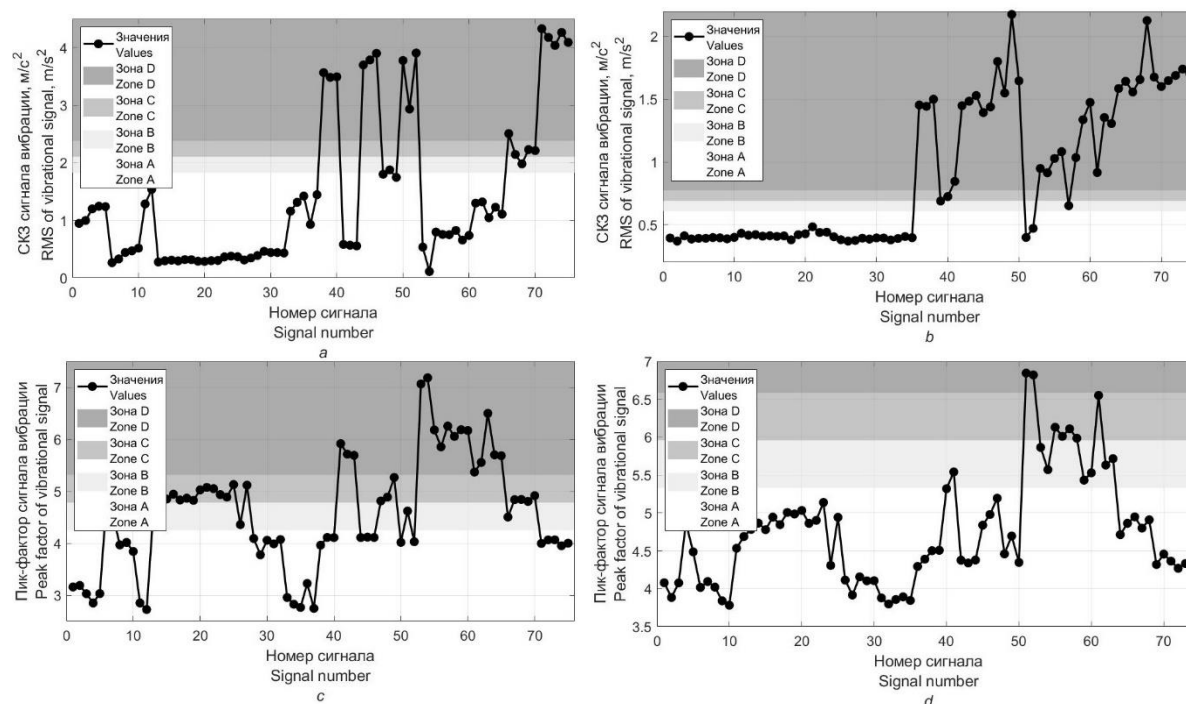 СКЗ сигнала вибрации, м/с²
RMS of vibrational signal, m/s²
4
3
2
1
0
Значения
Values
Зона D
Zone D
Зона C
Zone C
Зона B
Zone B
Зона A
Zone A
0 10 20 30 40 50 60 70
Номер сигнала
Signal number
a
СКЗ сигнала вибрации, м/с²
RMS of vibrational signal, m/s²
2
1.5
1
0.5
Значения
Values
Зона D
Zone D
Зона C
Zone C
Зона B
Zone B
Зона A
Zone A
0 10 20 30 40 50 60 70
Номер сигнала
Signal number
b
Пик-фактор сигнала вибрации
Peak factor of vibrational signal
7
6
5
4
3
Значения
Values
Зона D
Zone D
Зона C
Zone C
Зона B
Zone B
Зона A
Zone A
0 10 20 30 40 50 60 70
Номер сигнала
Signal number
c
Пик-фактор сигнала вибрации
Peak factor of vibrational signal
7
6.5
6
5.5
5
4.5
4
3.5
Значения
Values
Зона D
Zone D
Зона C
Zone C
Зона B
Zone B
Зона A
Zone A
0 10 20 30 40 50 60 70
Номер сигнала
Signal number
d